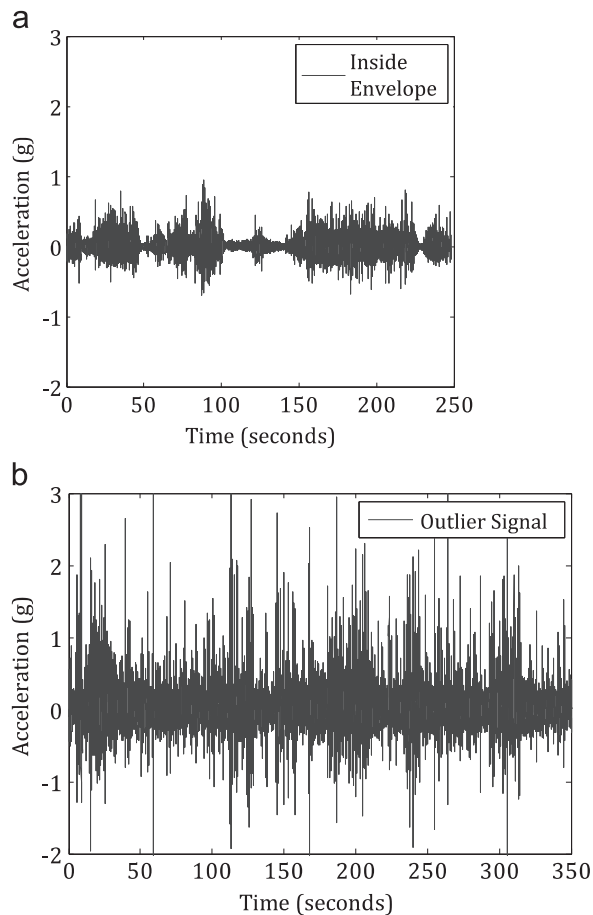 a
3
Inside
Envelope
2
1
0
-1
-2
Acceleration (g)
0 50 100 150 200 250
Time (seconds)
b
3
Outlier Signal
2
1
0
-1
-2
Acceleration (g)
0 50 100 150 200 250 300 350
Time (seconds)